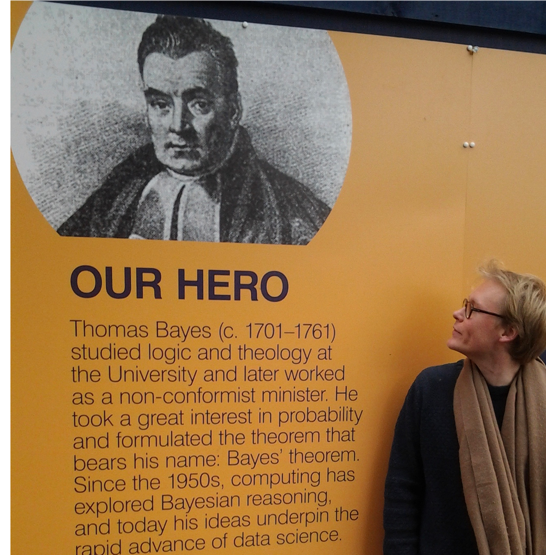 OUR HERO
Thomas Bayes (c. 1701–1761)
studied logic and theology at
the University and later worked
as a non-conformist minister. He
took a great interest in probability
and formulated the theorem that
bears his name: Bayes' theorem.
Since the 1950s, computing has
explored Bayesian reasoning,
and today his ideas underpin the
rapid advance of data science.